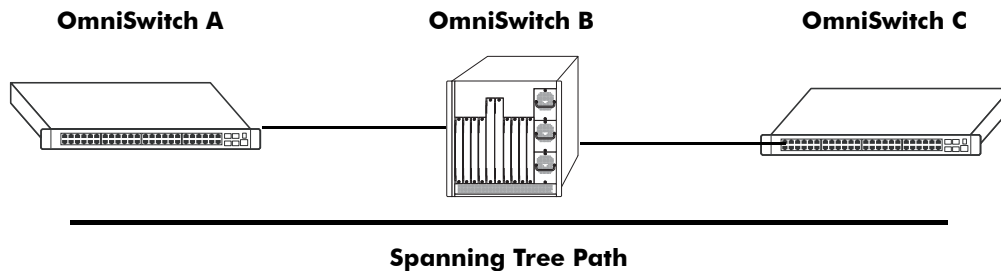 OmniSwitch A
OmniSwitch B
OmniSwitch C
Spanning Tree Path